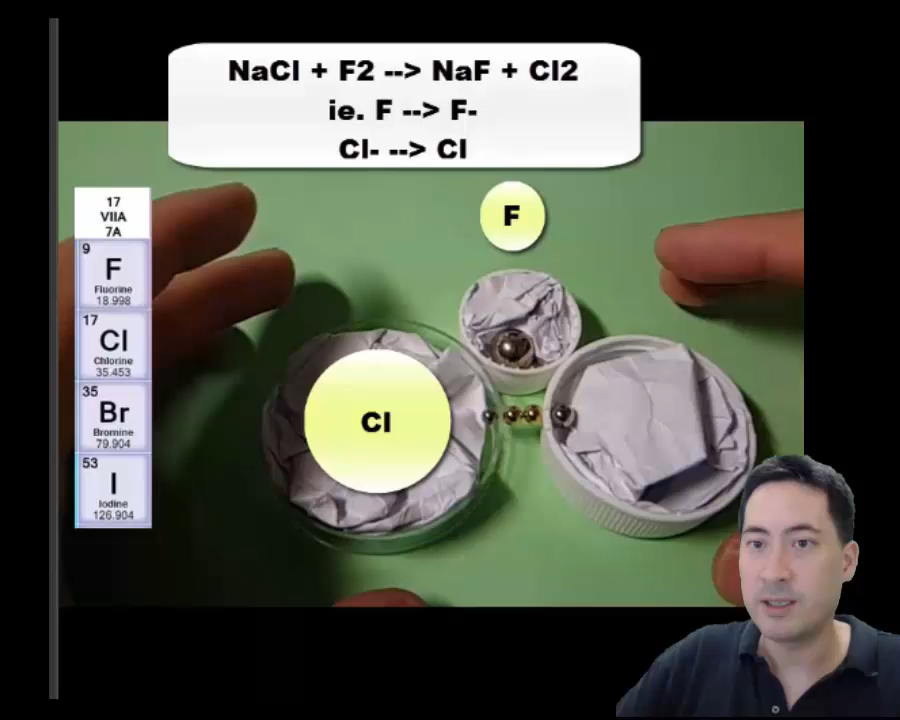 NaCl + F2 --> NaF + Cl2
ie. F --> F-
Cl- --> Cl
17
VIIA
7A
9
F
Fluorine
18.998
17
Cl
Chlorine
35.453
35
Br
Bromine
79.904
53
I
Iodine
126.904
F
Cl